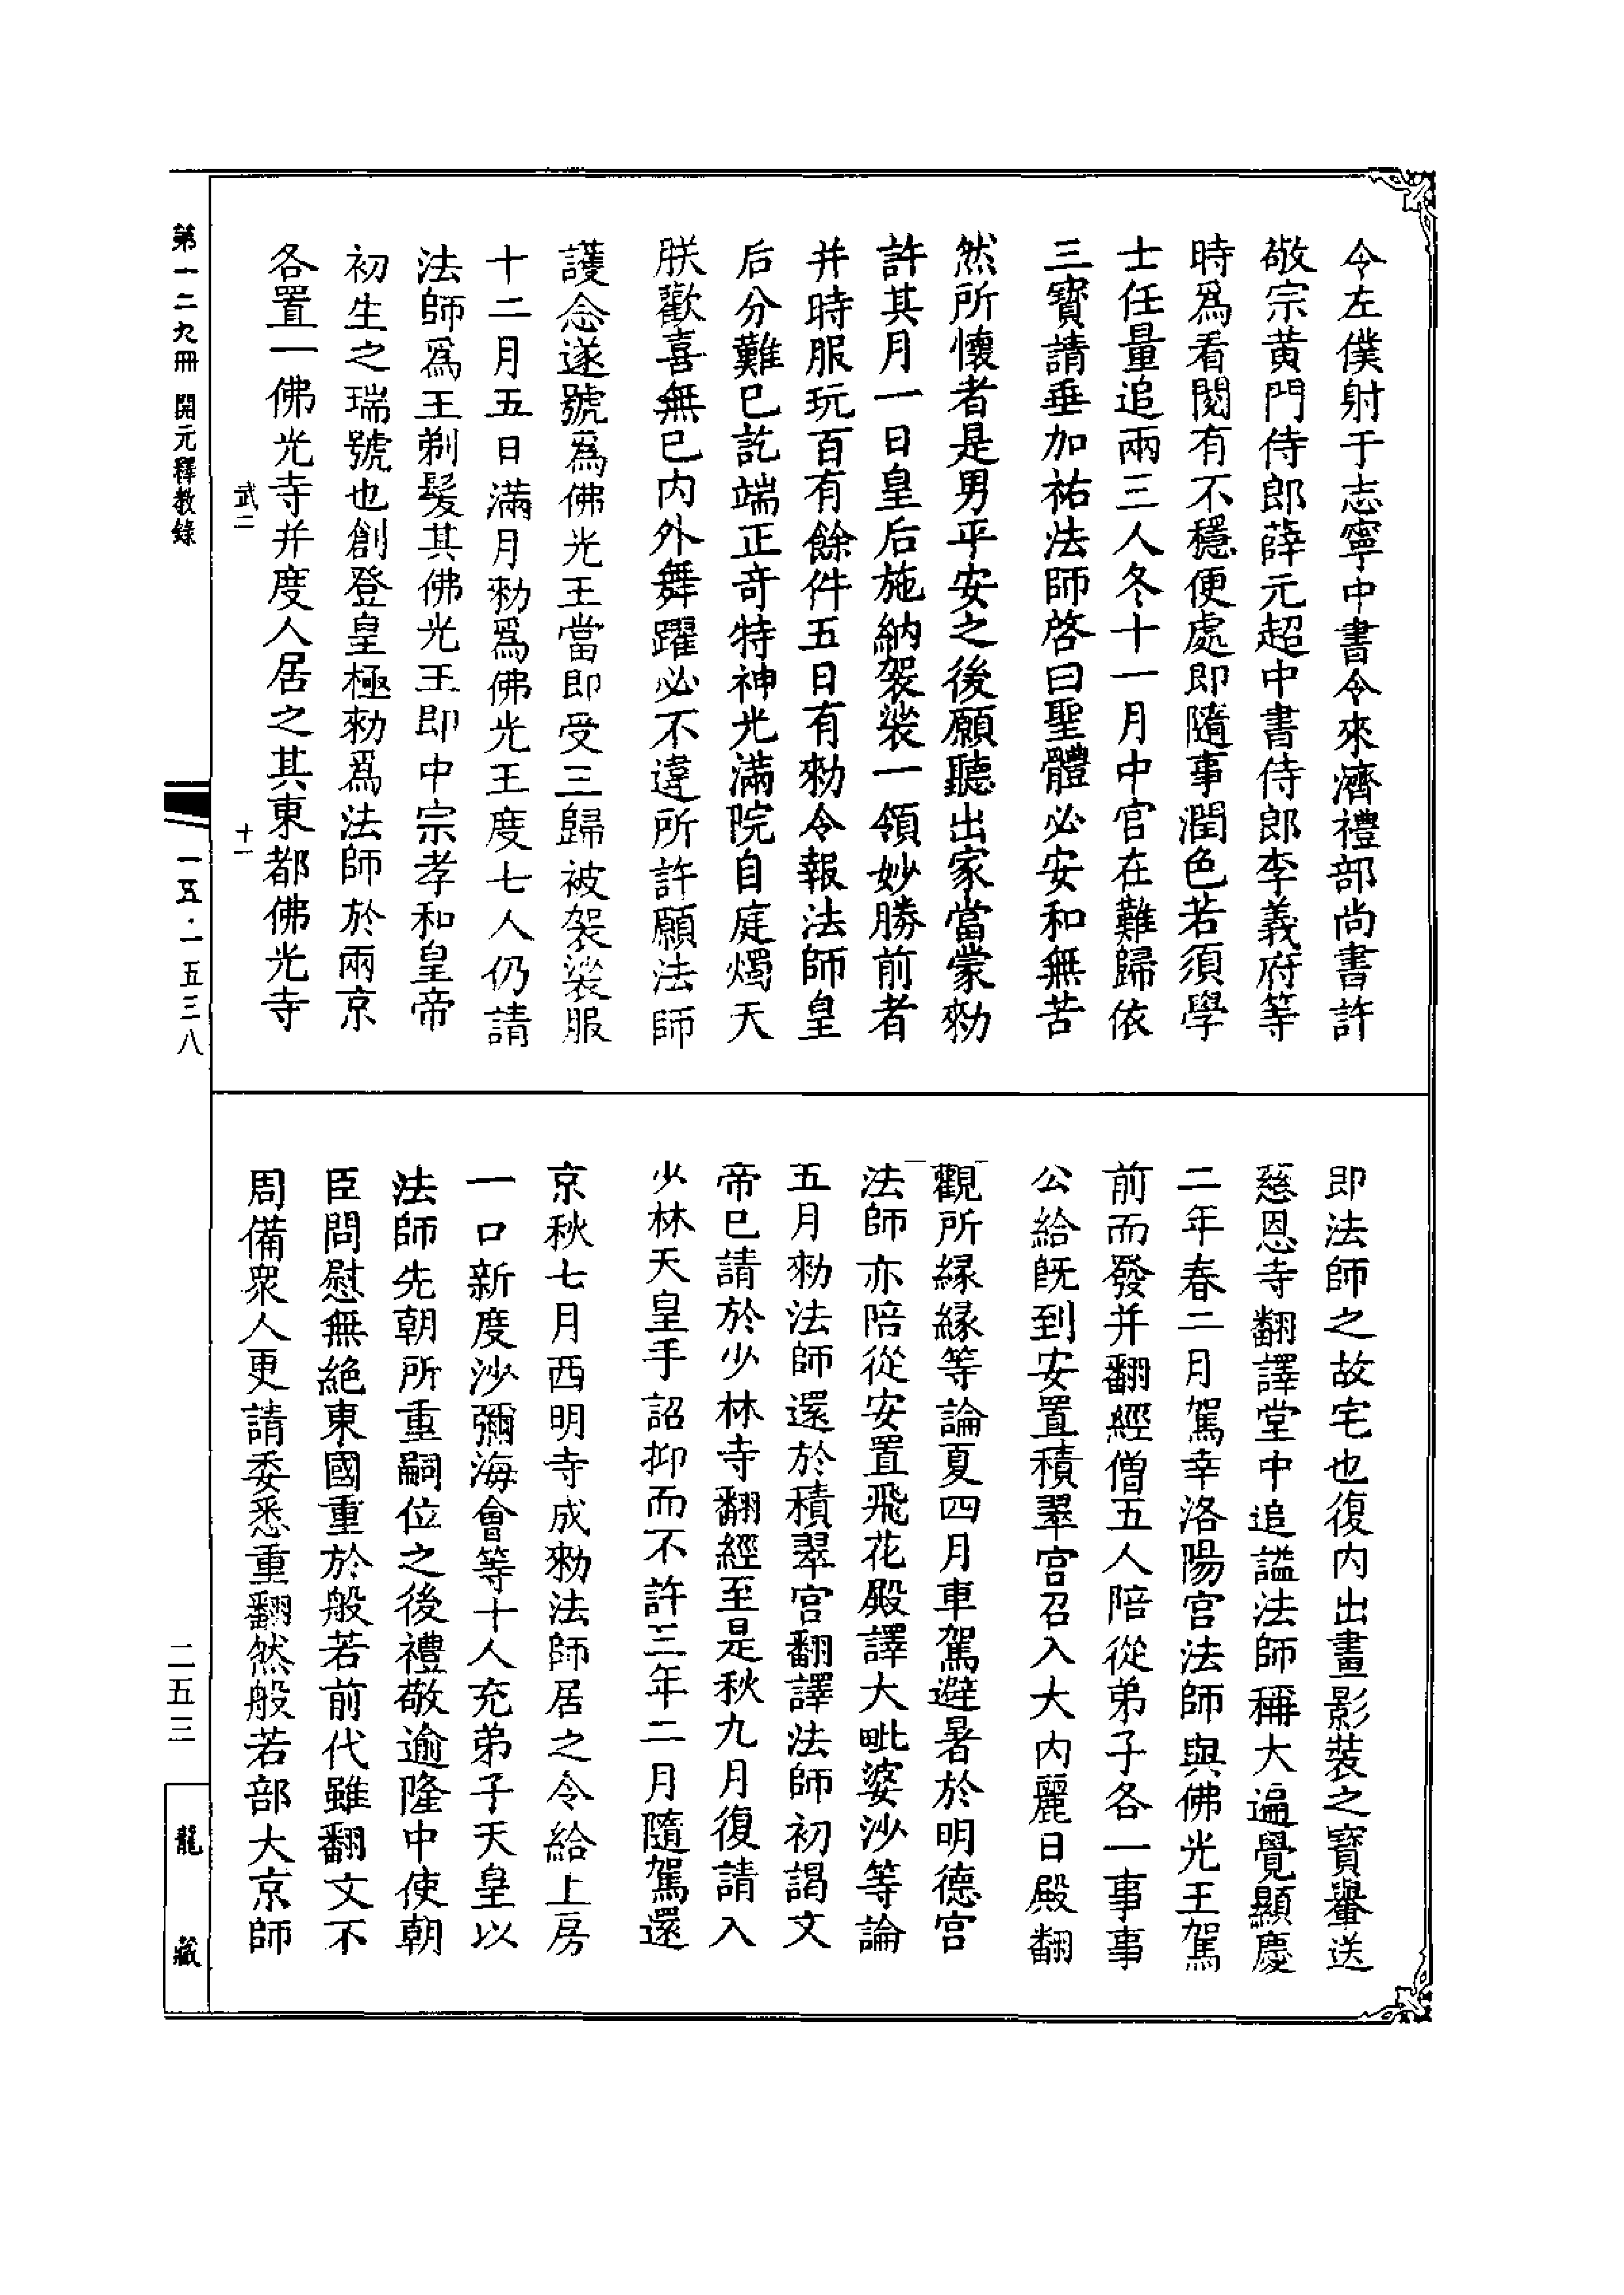 令左僕射于志寧中書令來濟禮部尚書許
敬宗黃門侍郎薛元超中書侍郎李義府等
時爲看閱有不穩便處即隨事潤色若須學
士任量追兩三人冬十一月中宮在難歸依
三寶請垂加祐法師啓曰聖體必安和無苦
然所懷者是男平安之後願聽出家當蒙勅
許其月一日皇后施納袈裟一領妙勝前者
并時服玩百有餘件五日有勅令報法師皇
后分難已訖端正奇特神光滿院自庭燭天
朕歡喜無已內外舞躍必不違所許願法師
護念遂號爲佛光王當即受三歸被袈裟服
十二月五日滿月勅爲佛光王度七人仍請
法師爲王剃髮其佛光王即中宗孝和皇帝
初生之瑞號也創登皇極勅爲法師於兩京
各置一佛光寺并度人居之其東都佛光寺
武二
十一
即法師之故宅也復內出畫影裝之寶轝送
慈恩寺翻譯堂中追謚法師稱大遍覺顯慶
二年春二月駕幸洛陽宮法師與佛光王駕
前而發并翻經僧五人陪從弟子各一事事
公給旣到安置積翠宮召入大內麗日殿翻
觀所縁縁等論夏四月車駕避暑於明德宮
法師亦陪從安置飛花殿譯大毗婆沙等論
五月勅法師還於積翠宮翻譯法師初謁文
帝已請於少林寺翻經至是秋九月復請入
少林天皇手詔抑而不許三年二月隨駕還
京秋七月西明寺成勅法師居之令給上房
一口新度沙彌海會等十人充弟子天皇以
法師先朝所重嗣位之後禮敬逾隆中使朝
臣問慰無絶東國重於般若前代雖翻文不
周備衆人更請委悉重翻然般若部大京師
第一二九冊 開元釋教錄
一五·一五三八
二五三
龍藏